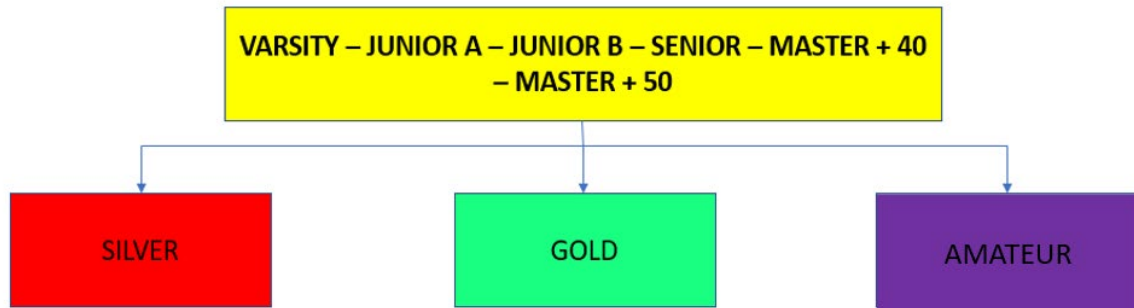 VARSITY – JUNIOR A – JUNIOR B – SENIOR – MASTER + 40
– MASTER + 50
SILVER
GOLD
AMATEUR